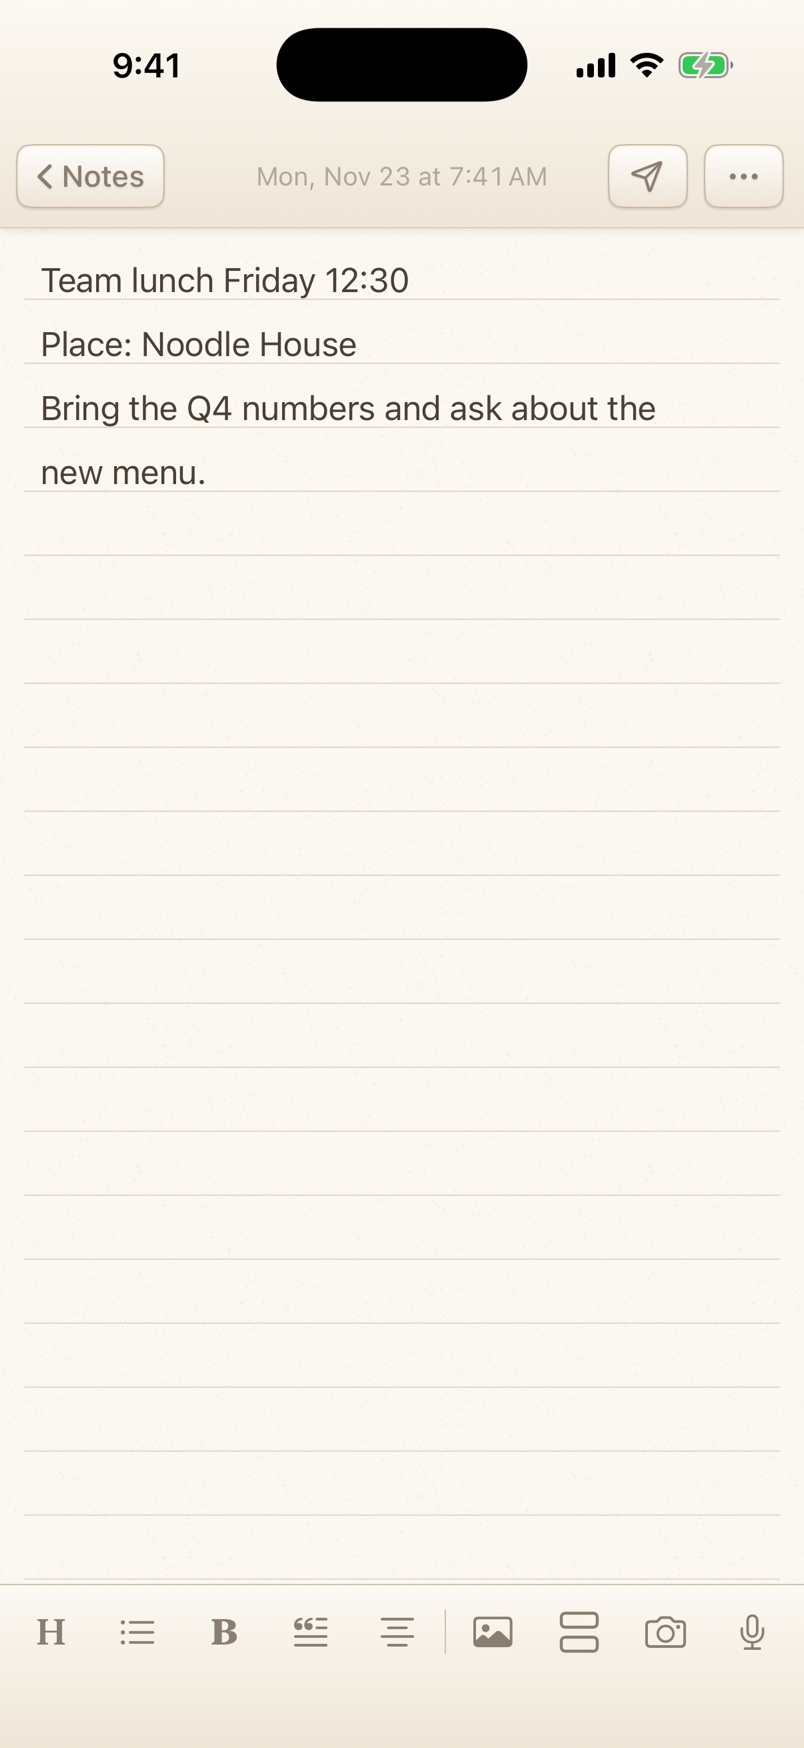 9:41
Notes
Mon, Nov 23 at 7:41 AM
Team lunch Friday 12:30
Place: Noodle House
Bring the Q4 numbers and ask about the
new menu.
H
B